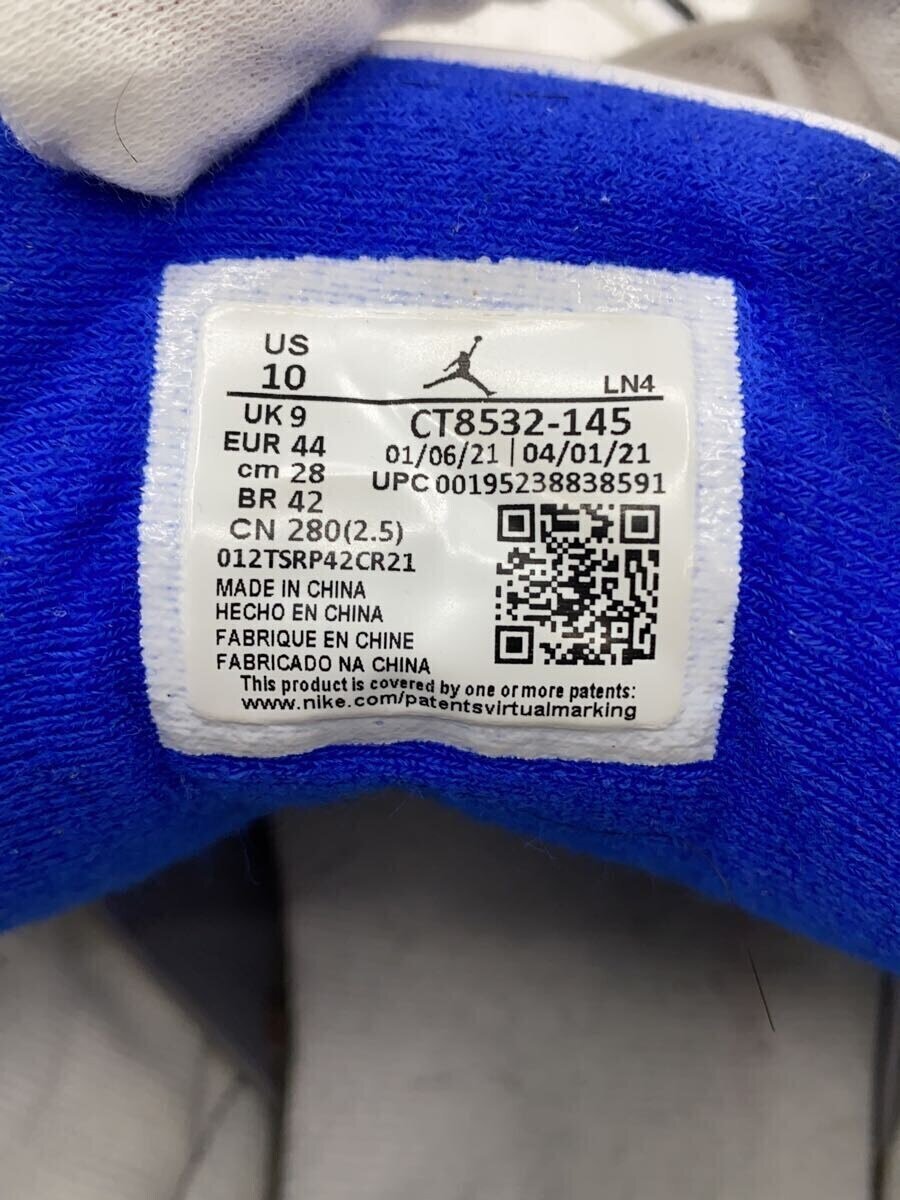 US
10
LN4
UK 9
EUR 44
cm 28
BR 42
CN 280(2.5)
CT8532-145
01/06/21 | 04/01/21
UPC 00195238838591
012TSRP42CR21
MADE IN CHINA
HECHO EN CHINA
FABRIQUE EN CHINE
FABRICADO NA CHINA
This product is covered by one or more patents:
www.nike.com/patentsvirtualmarking